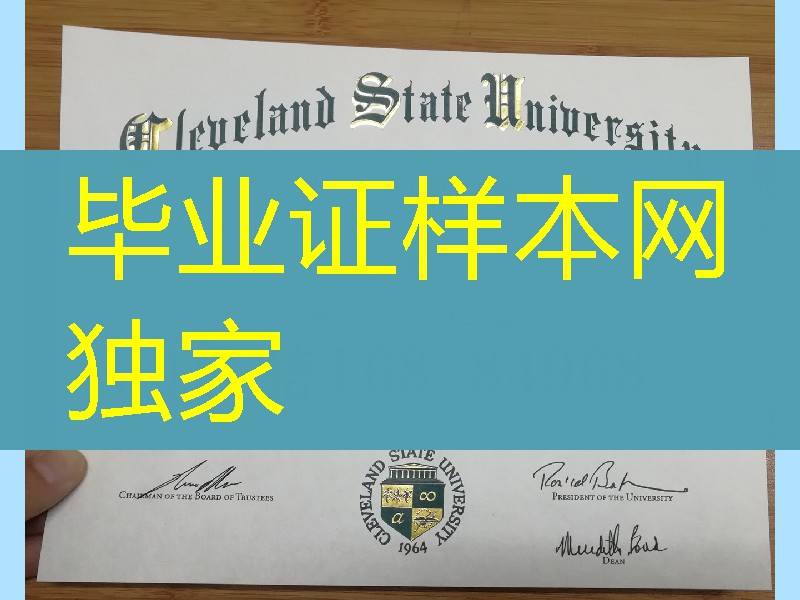 Cleveland State University
毕业证样本网
独家
CHAIRMAN OF THE BOARD OF TRUSTEES
CLEVELAND STATE UNIVERSITY
1964
PRESIDENT OF THE UNIVERSITY
DEAN